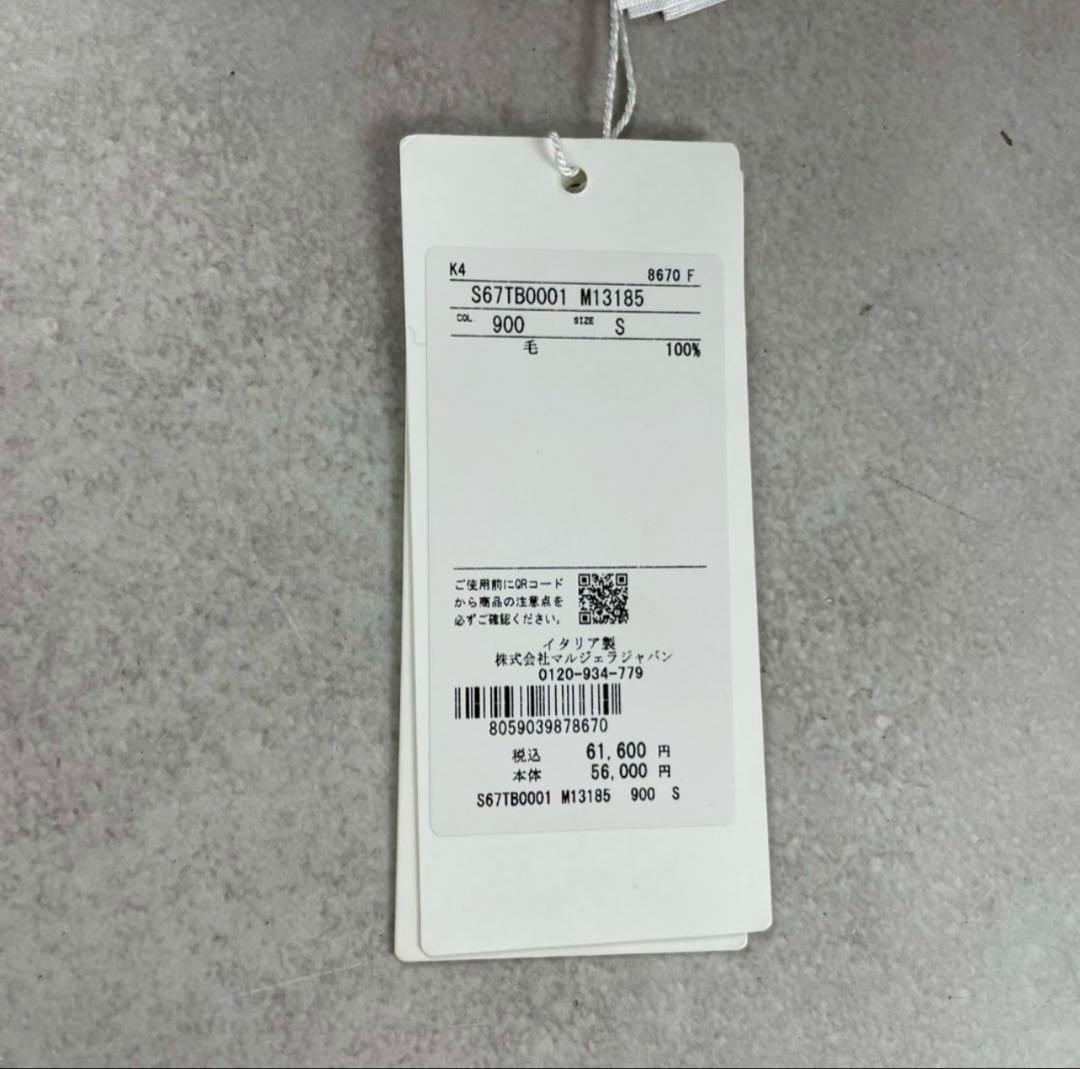 K4 8670 F
S67TB0001 M13185
COL 900 SIZE S
毛 100%
ご使用前にQRコード
から商品の注意点を
必ずご確認ください。
イタリア製
株式会社マルジェラジャパン
0120-934-779
8059039878670
税込 61,600 円
本体 56,000 円
S67TB0001 M13185 900 S